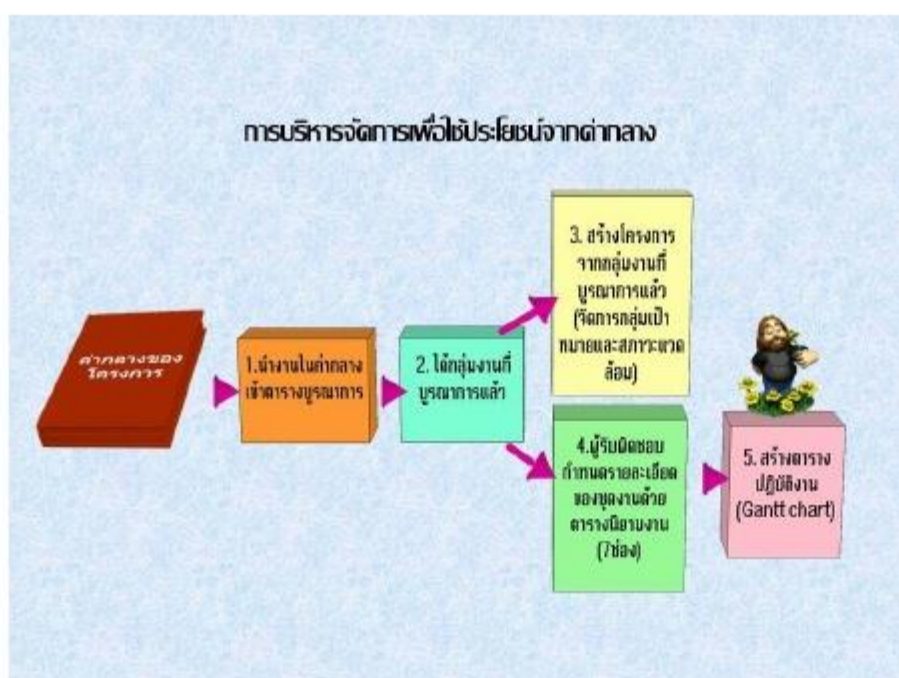 การบริหารจัดการเพื่อใช้ประโยชน์จากค่ากลาง
ค่ากลางของ
โครงการ
1.นำงานในค่ากลาง
เข้าตารางบูรณาการ
2. ได้กลุ่มงานที่
บูรณาการแล้ว
3. สร้างโครงการ
จากกลุ่มงานที่
บูรณาการแล้ว
(จัดการกลุ่มเป้า
หมายและสภาวะแวด
ล้อม)
4.ผู้รับผิดชอบ
กำหนดรายละเอียด
ของชุดงานด้วย
ตารางนิยามงาน
(7ช่อง)
5. สร้างตาราง
ปฏิบัติงาน
(Gantt chart)